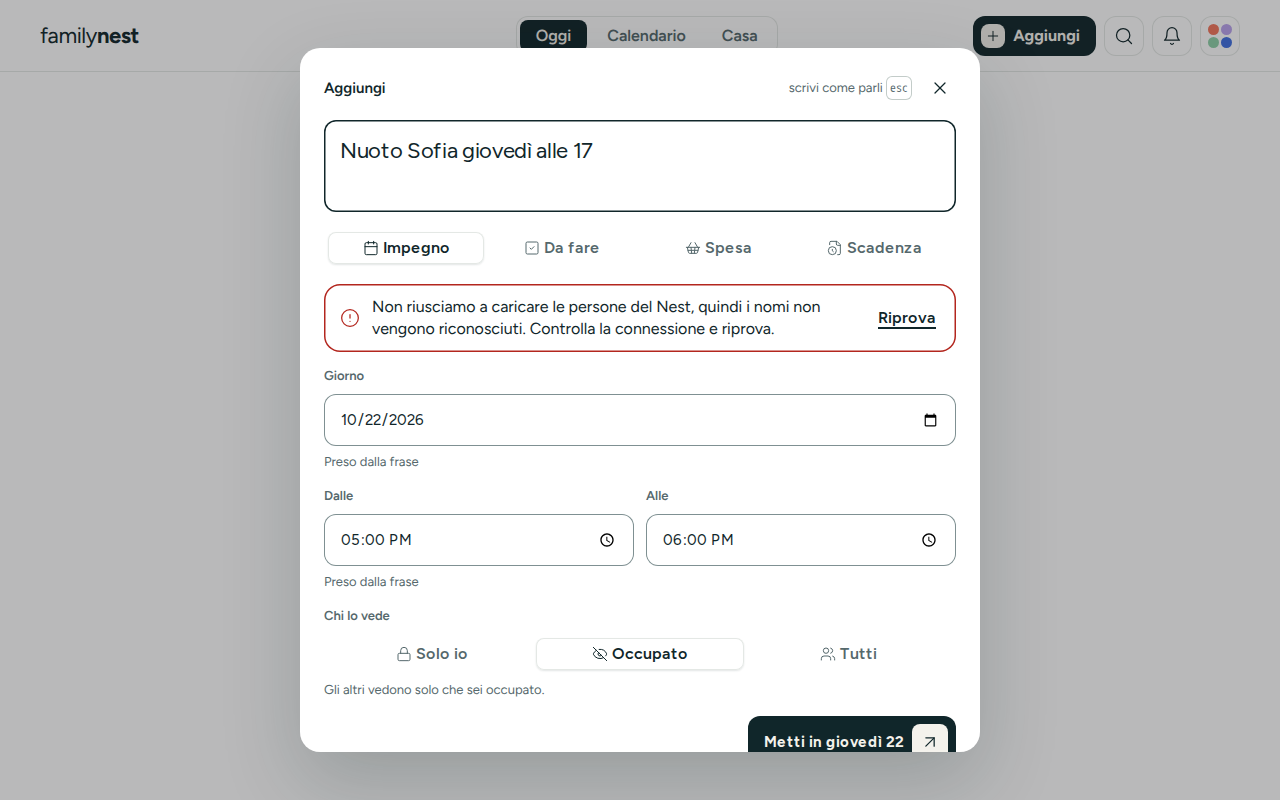 familynest
Oggi Calendario Casa
Aggiungi
Aggiungi
scrivi come parli esc
Nuoto Sofia giovedì alle 17
Impegno Da fare Spesa Scadenza
Non riusciamo a caricare le persone del Nest, quindi i nomi non
vengono riconosciuti. Controlla la connessione e riprova.
Riprova
Giorno
10/22/2026
Preso dalla frase
Dalle Alle
05:00 PM 06:00 PM
Preso dalla frase
Chi lo vede
Solo io Occupato Tutti
Gli altri vedono solo che sei occupato.
Metti in giovedì 22